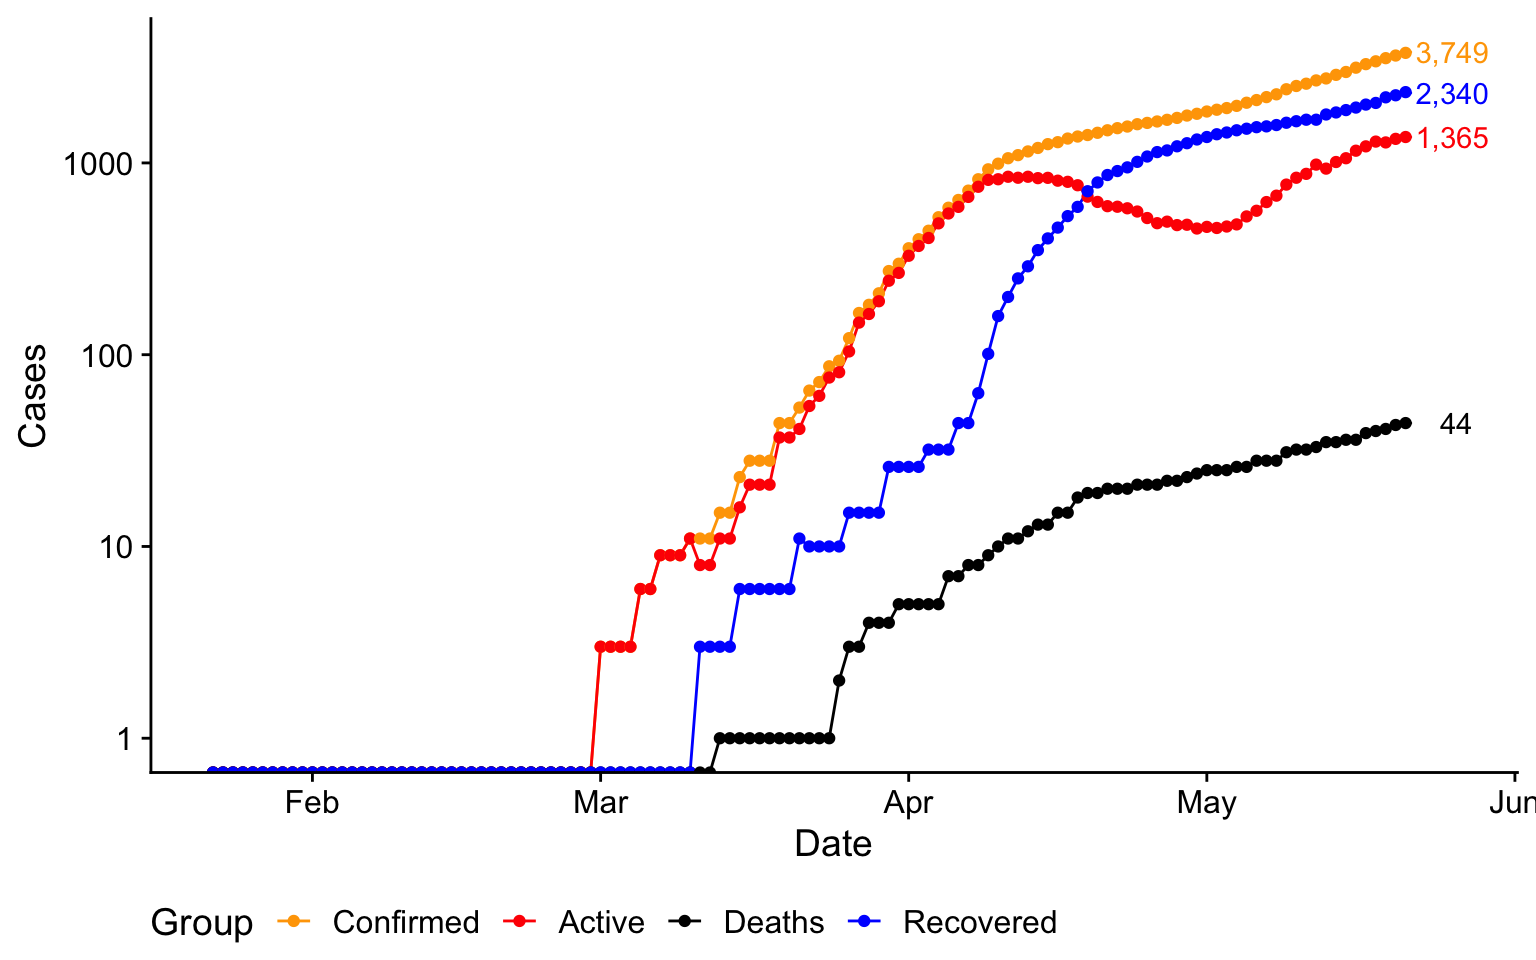 3,749
2,340
1,365
44
1000
100
10
1
Cases
Feb Mar Apr May Jun
Date
Group Confirmed Active Deaths Recovered